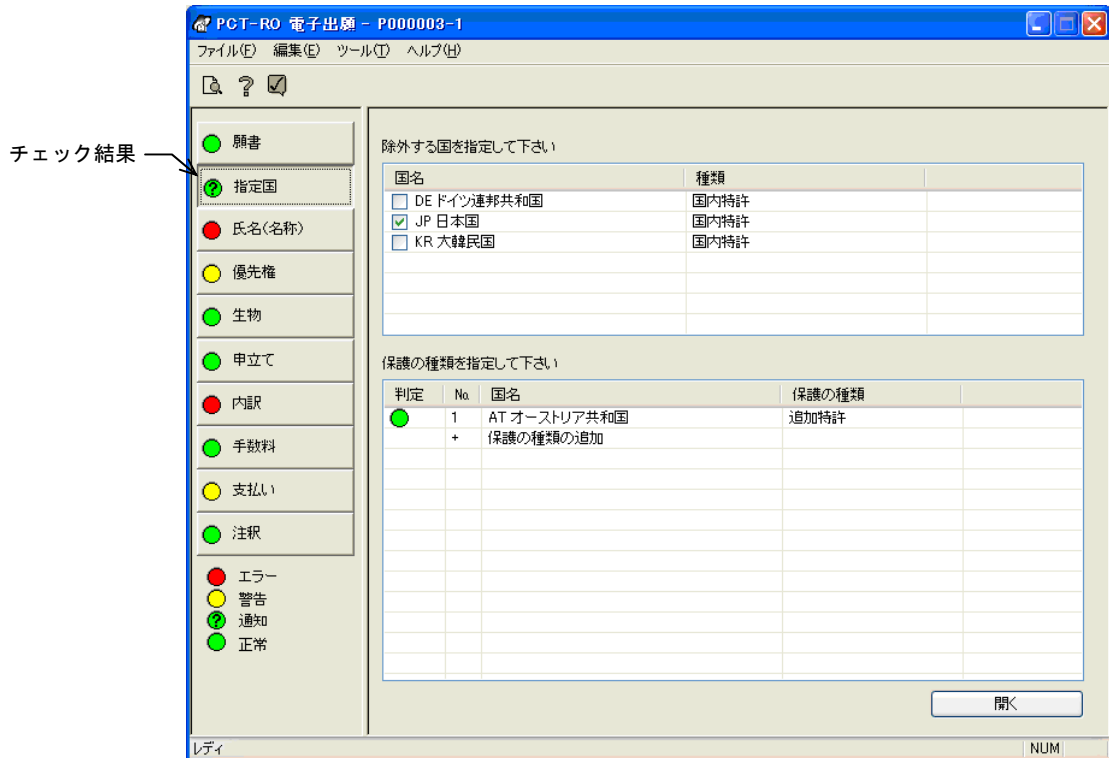 PCT-RO 電子出願 - P000003-1
ファイル(F) 編集(E) ツール(T) ヘルプ(H)
チェック結果
願書
指定国
氏名(名称)
優先権
生物
申立て
内訳
手数料
支払い
注釈
エラー
警告
通知
正常
除外する国を指定して下さい
国名 種類
DE ドイツ連邦共和国 国内特許
JP 日本国 国内特許
KR 大韓民国 国内特許
保護の種類を指定して下さい
判定 No. 国名 保護の種類
1 AT オーストリア共和国 追加特許
+ 保護の種類の追加
開く
レディ NUM